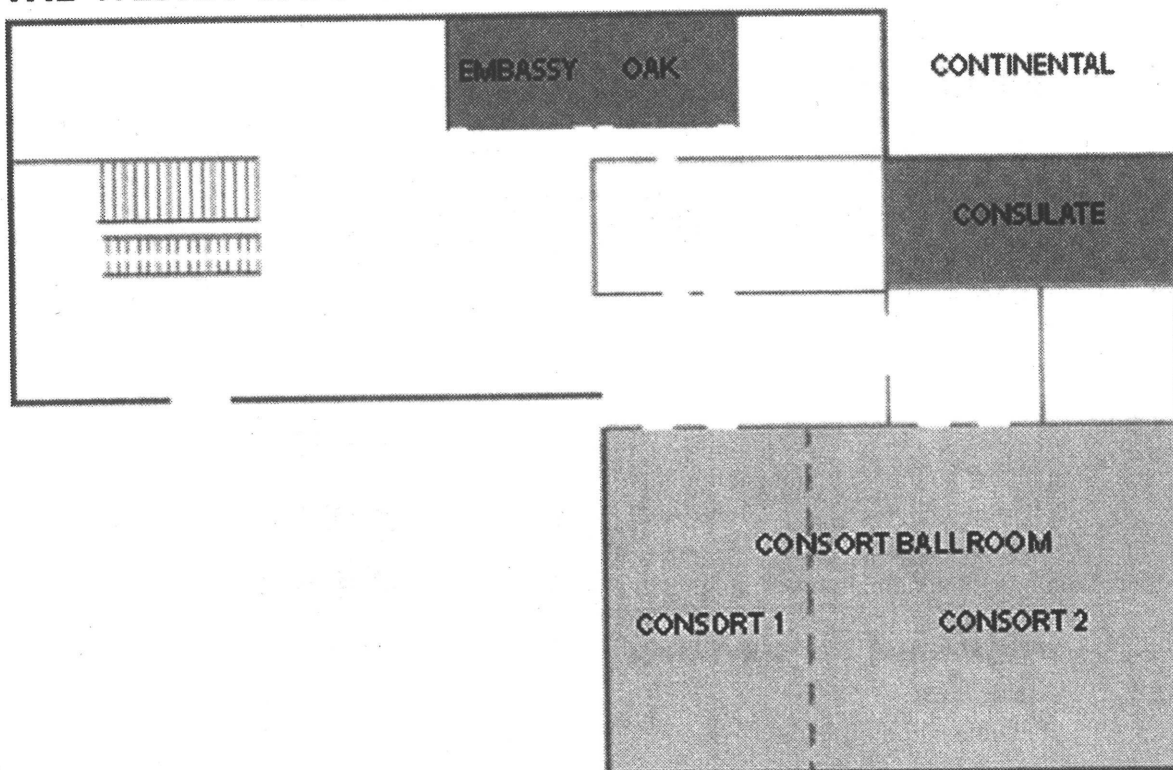 EMBASSY OAK
CONTINENTAL
CONSULATE
CONSORT BALLROOM
CONSORT 1
CONSORT 2